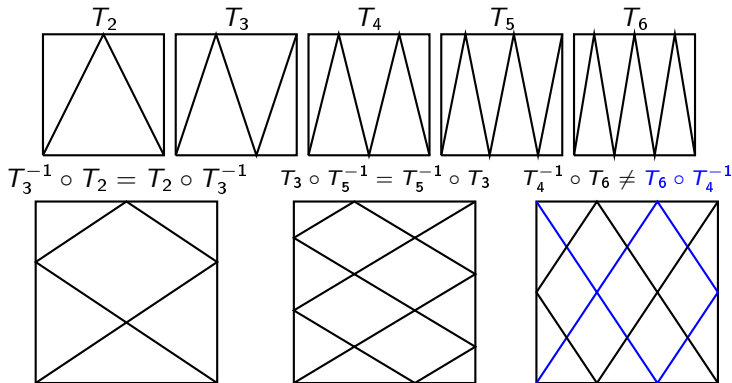 T₂ T₃ T₄ T₅ T₆
T₃⁻¹ ∘ T₂ = T₂ ∘ T₃⁻¹ T₃ ∘ T₅⁻¹ = T₅⁻¹ ∘ T₃ T₄⁻¹ ∘ T₆ ≠ T₆ ∘ T₄⁻¹